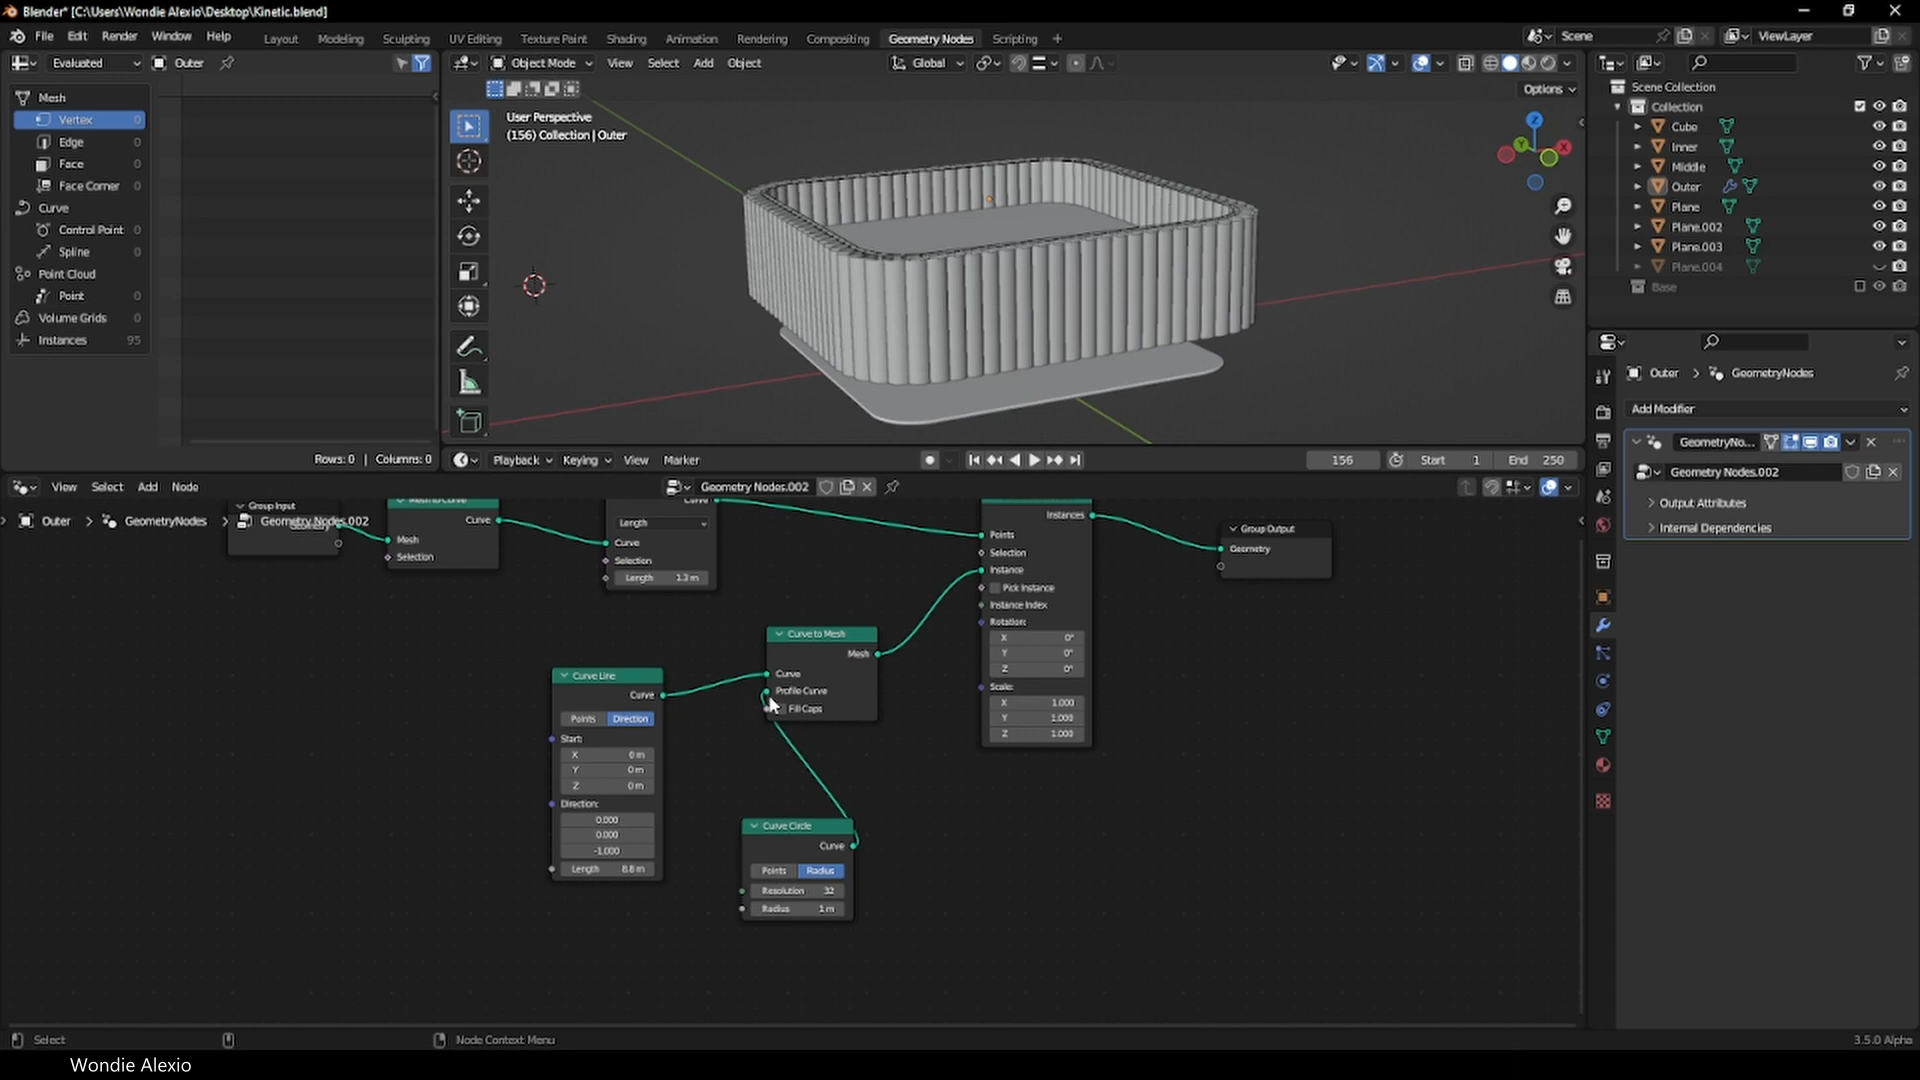 Blender* [C:\Users\Wondie Alexio\Desktop\Kinetic.blend]
File Edit Render Window Help
Layout Modeling Sculpting UV Editing Texture Paint Shading Animation Rendering Compositing Geometry Nodes Scripting +
Scene
ViewLayer
Evaluated
Outer
Mesh
Vertex 0
Edge 0
Face 0
Face Corner 0
Curve
Control Point 0
Spline 0
Point Cloud
Point 0
Volume Grids 0
Instances 95
Rows: 0 | Columns: 0
Object Mode View Select Add Object
Global
Options
User Perspective
(156) Collection | Outer
Z
Y
X
Playback Keying View Marker
156
Start 1
End 250
Scene Collection
Collection
Cube
Inner
Middle
Outer
Plane
Plane.002
Plane.003
Plane.004
Base
Outer > GeometryNodes
Add Modifier
GeometryNo...
Geometry Nodes.002
Output Attributes
Internal Dependencies
View Select Add Node
Geometry Nodes.002
Outer > GeometryNodes > Geometry Nodes.002
Group Input
Geometry
Mesh to Curve
Curve
Mesh
Selection
Curve
Length
Curve
Selection
Length 1.3 m
Instances
Points
Selection
Instance
Pick Instance
Instance Index
Rotation:
X 0°
Y 0°
Z 0°
Scale:
X 1.000
Y 1.000
Z 1.000
Group Output
Geometry
Curve to Mesh
Mesh
Curve
Profile Curve
Fill Caps
Curve Line
Curve
Points Direction
Start:
X 0 m
Y 0 m
Z 0 m
Direction:
0.000
0.000
-1.000
Length 8.8 m
Curve Circle
Curve
Points Radius
Resolution 32
Radius 1 m
Select
Node Context Menu
3.5.0 Alpha
Wondie Alexio